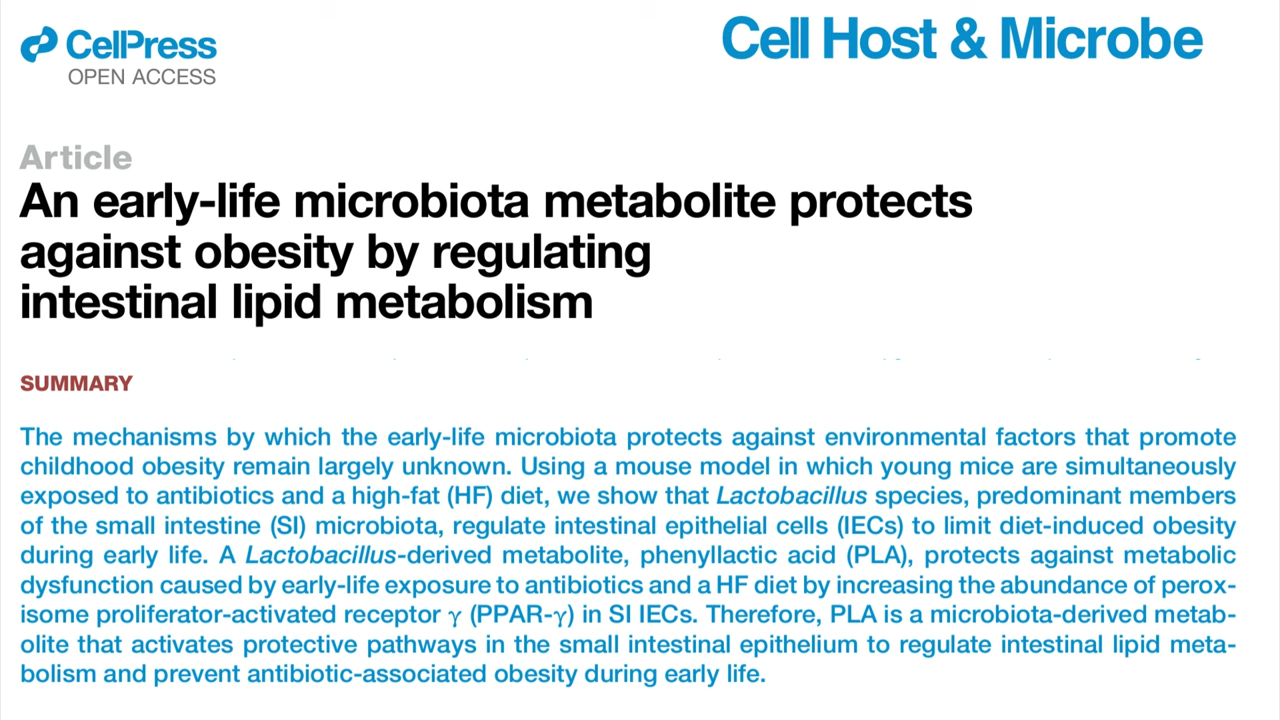 CellPress
OPEN ACCESS
Cell Host & Microbe
Article
An early-life microbiota metabolite protects
against obesity by regulating
intestinal lipid metabolism
SUMMARY
The mechanisms by which the early-life microbiota protects against environmental factors that promote
childhood obesity remain largely unknown. Using a mouse model in which young mice are simultaneously
exposed to antibiotics and a high-fat (HF) diet, we show that Lactobacillus species, predominant members
of the small intestine (SI) microbiota, regulate intestinal epithelial cells (IECs) to limit diet-induced obesity
during early life. A Lactobacillus-derived metabolite, phenyllactic acid (PLA), protects against metabolic
dysfunction caused by early-life exposure to antibiotics and a HF diet by increasing the abundance of perox-
isome proliferator-activated receptor γ (PPAR-γ) in SI IECs. Therefore, PLA is a microbiota-derived metab-
olite that activates protective pathways in the small intestinal epithelium to regulate intestinal lipid meta-
bolism and prevent antibiotic-associated obesity during early life.